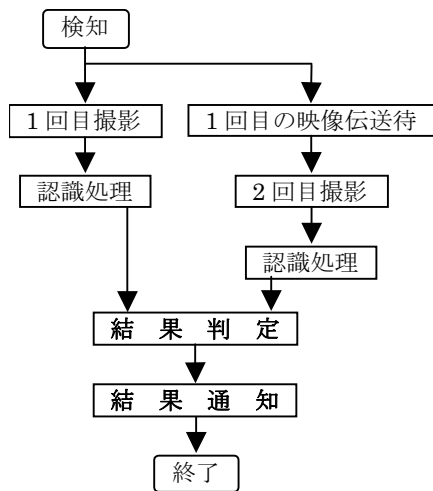 検知
1回目撮影
1回目の映像伝送待
認識処理
2回目撮影
認識処理
結果判定
結果通知
終了